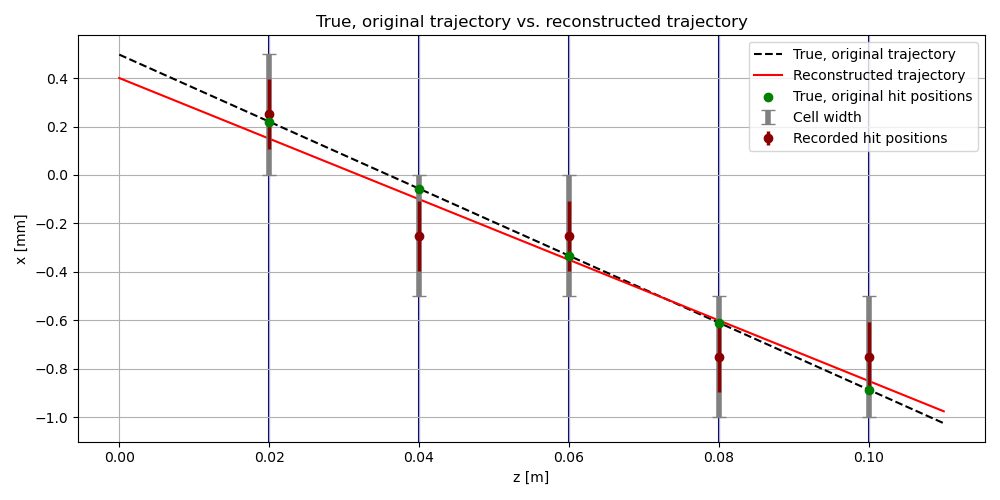 True, original trajectory vs. reconstructed trajectory
True, original trajectory
Reconstructed trajectory
True, original hit positions
Cell width
Recorded hit positions
x [mm]
0.4
0.2
0.0
−0.2
−0.4
−0.6
−0.8
−1.0
0.00 0.02 0.04 0.06 0.08 0.10
z [m]